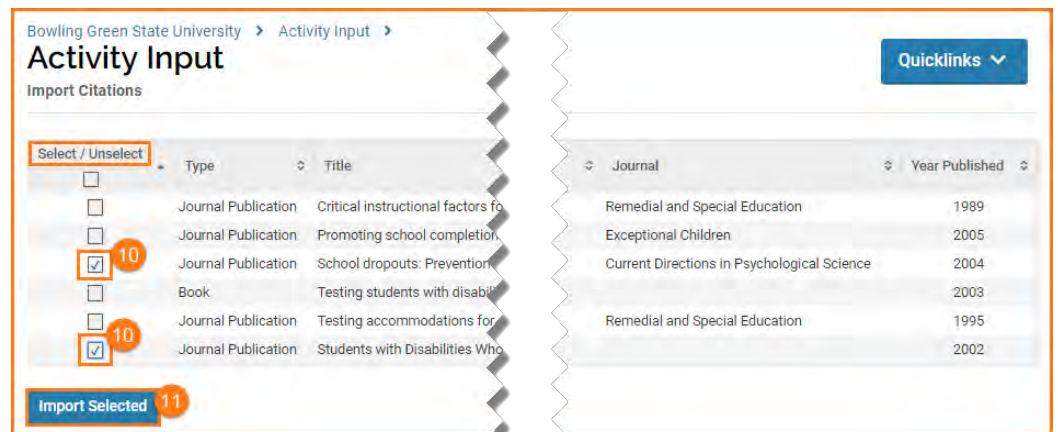 Bowling Green State University > Activity Input >
Activity Input
Quicklinks
Import Citations
Select / Unselect Type Title Journal Year Published
Journal Publication Critical instructional factors Remedial and Special Education 1989
Journal Publication Promoting school completion Exceptional Children 2005
10
Journal Publication School dropouts: Prevention Current Directions in Psychological Science 2004
Book Testing students with 2003
Journal Publication Testing accommodations for Remedial and Special Education 1995
10
Journal Publication Students with Disabilities Who 2002
Import Selected 11